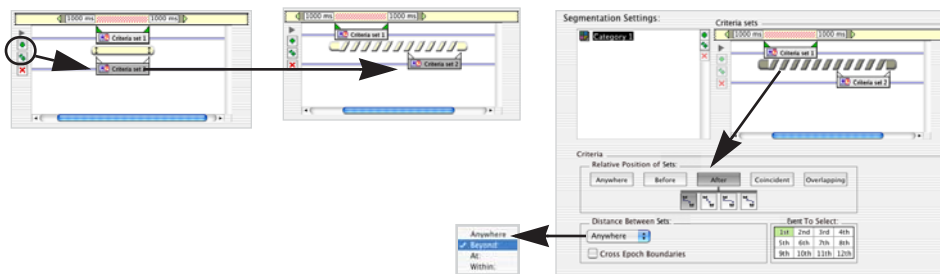 1000 ms 1000 ms
Criteria set 1
Criteria set 2
1000 ms 1000 ms
Criteria set 1
Criteria set 2
Segmentation Settings:
Category 1
Criteria sets
1000 ms 1000 ms
Criteria set 1
Criteria set 2
Criteria
Relative Position of Sets:
Anywhere Before After Coincident Overlapping
Distance Between Sets:
Anywhere
Cross Epoch Boundaries
Event To Select:
1st 2nd 3rd 4th
5th 6th 7th 8th
9th 10th 11th 12th
Anywhere
✓ Beyond:
At:
Within: